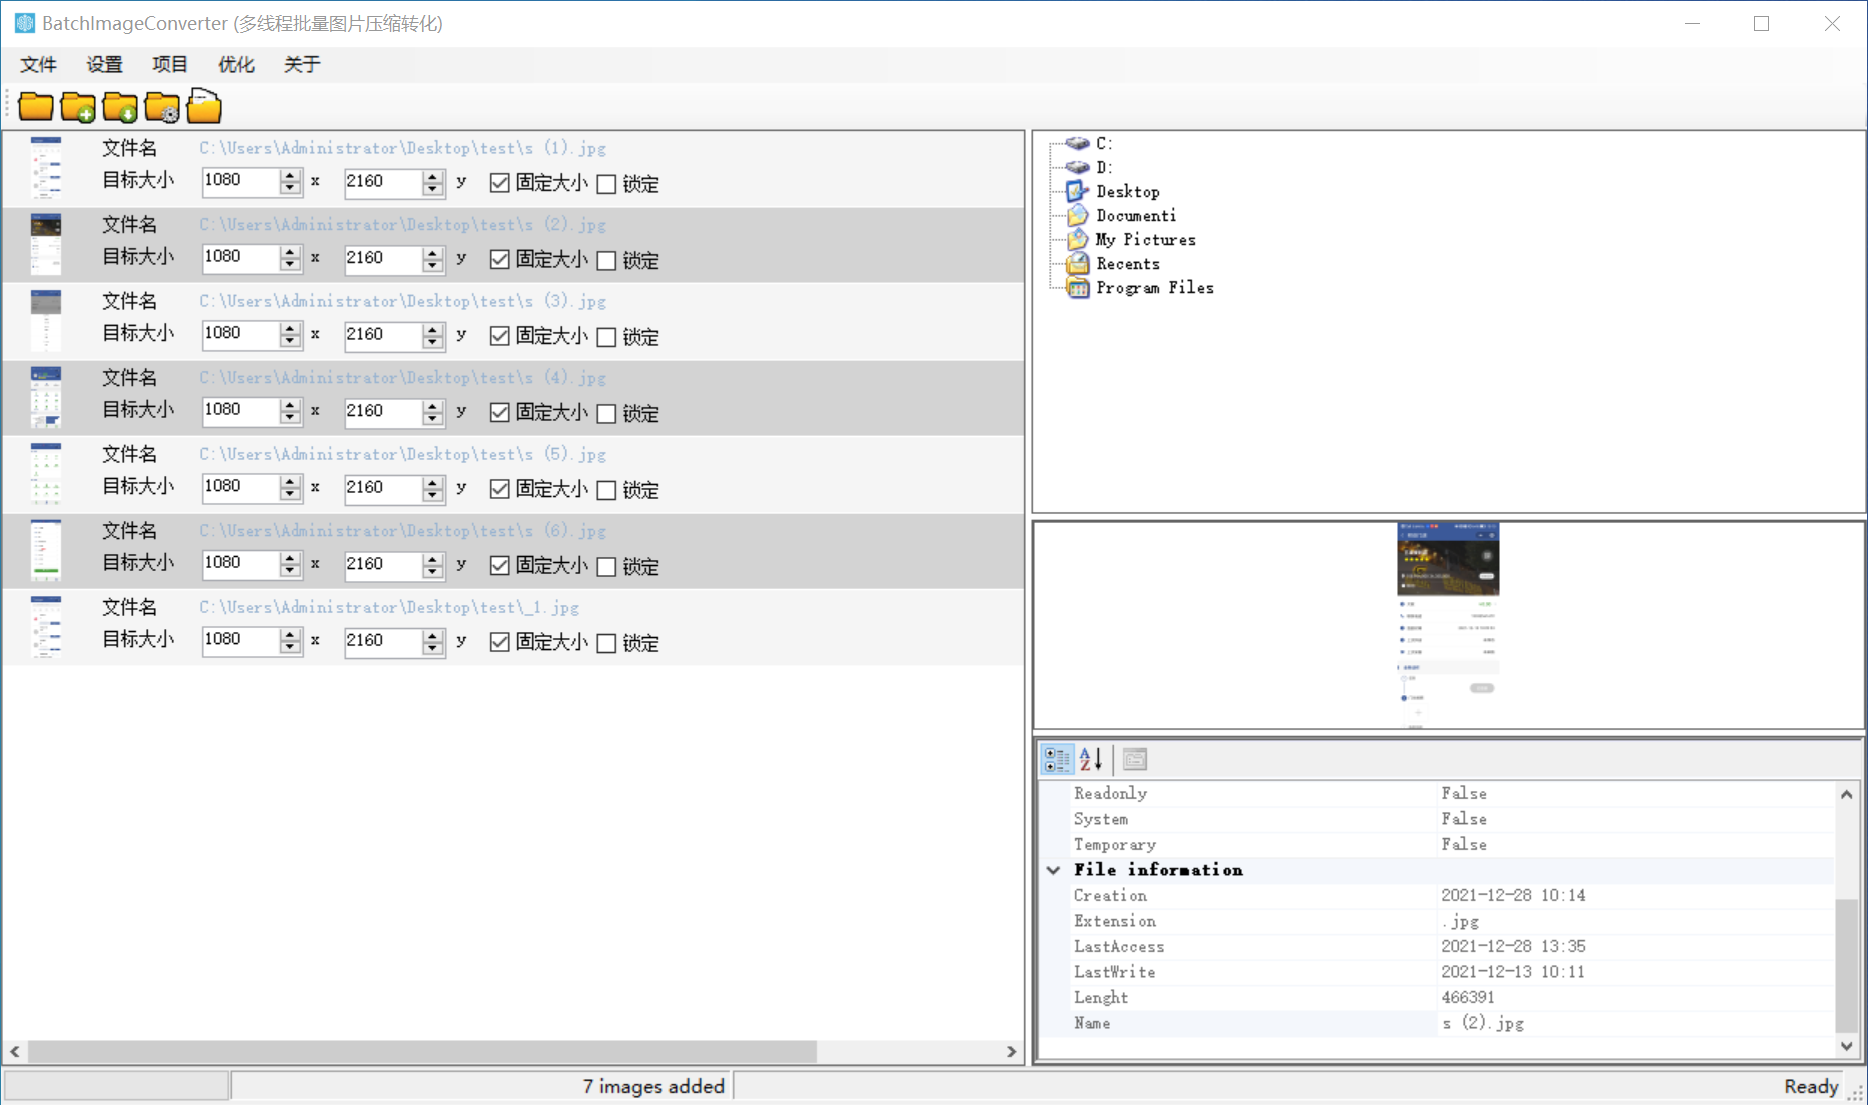 BatchImageConverter (多线程批量图片压缩转化)
文件 设置 项目 优化 关于
文件名 C:\Users\Administrator\Desktop\test\s (1).jpg
目标大小 1080 x 2160 y 固定大小 锁定
文件名 C:\Users\Administrator\Desktop\test\s (2).jpg
目标大小 1080 x 2160 y 固定大小 锁定
文件名 C:\Users\Administrator\Desktop\test\s (3).jpg
目标大小 1080 x 2160 y 固定大小 锁定
文件名 C:\Users\Administrator\Desktop\test\s (4).jpg
目标大小 1080 x 2160 y 固定大小 锁定
文件名 C:\Users\Administrator\Desktop\test\s (5).jpg
目标大小 1080 x 2160 y 固定大小 锁定
文件名 C:\Users\Administrator\Desktop\test\s (6).jpg
目标大小 1080 x 2160 y 固定大小 锁定
文件名 C:\Users\Administrator\Desktop\test\_1.jpg
目标大小 1080 x 2160 y 固定大小 锁定
C:
D:
Desktop
Documenti
My Pictures
Recents
Program Files
Readonly False
System False
Temporary False
File information
Creation 2021-12-28 10:14
Extension .jpg
LastAccess 2021-12-28 13:35
LastWrite 2021-12-13 10:11
Lenght 466391
Name s (2).jpg
7 images added
Ready